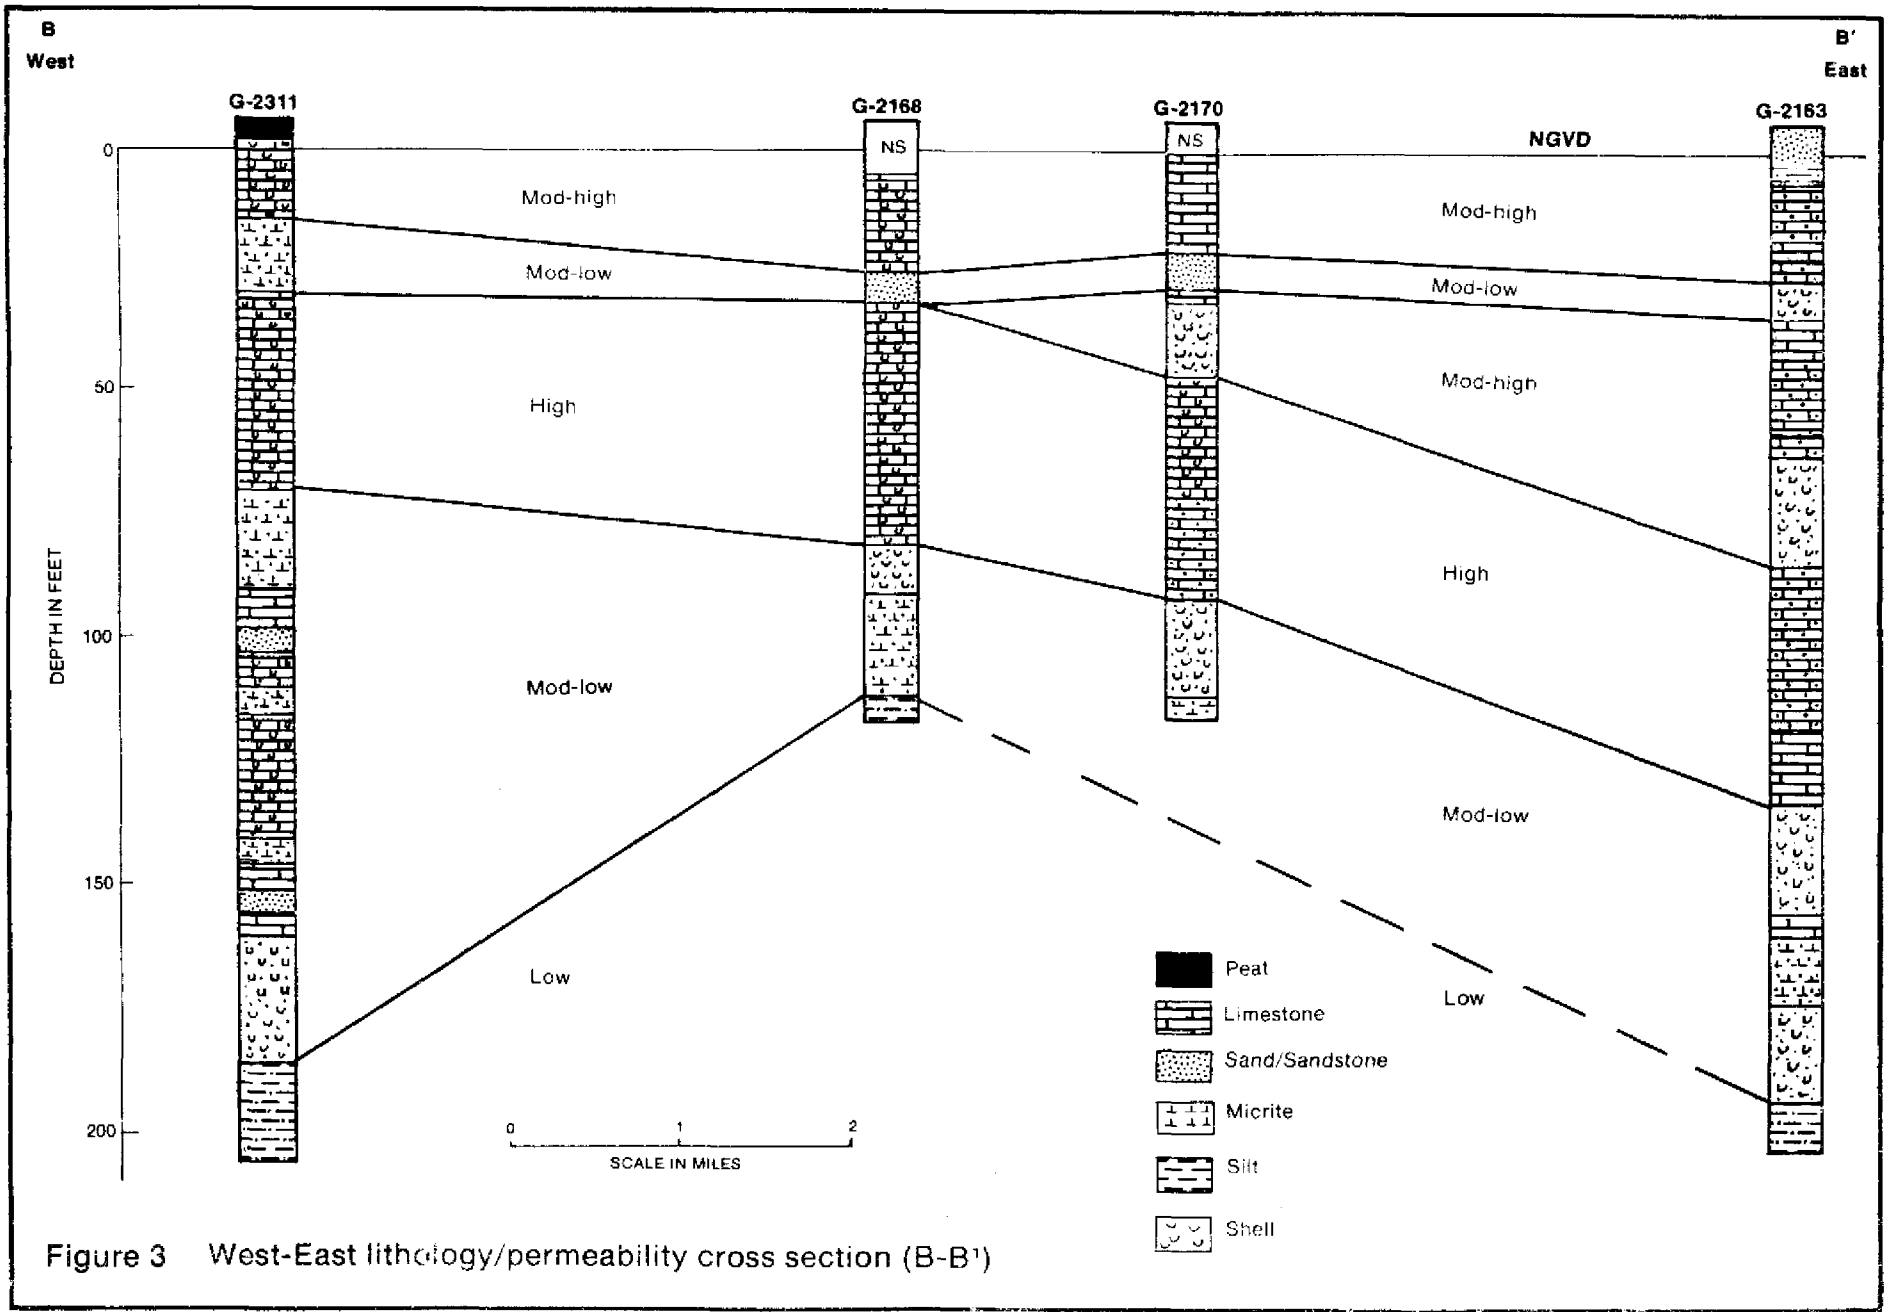 B
West
B'
East
G-2311
G-2168
G-2170
G-2163
NS
NS
NGVD
0
50
100
150
200
DEPTH IN FEET
Mod-high
Mod-low
High
Mod-low
Low
Mod-high
Mod-low
Mod-high
High
Mod-low
Low
Peat
Limestone
Sand/Sandstone
Micrite
Silt
Shell
0 1 2
SCALE IN MILES
Figure 3 West-East lithology/permeability cross section (B-B¹)